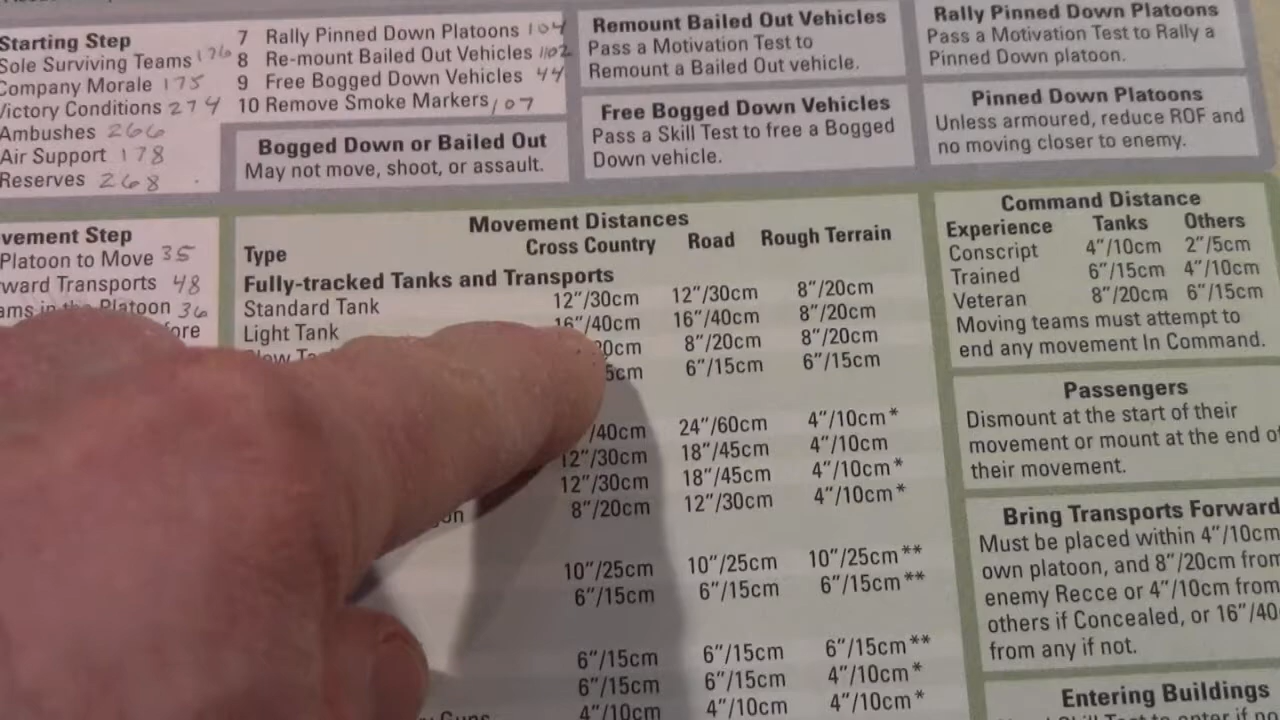 Starting Step
Sole Surviving Teams 176
Company Morale 175
Victory Conditions 274
Ambushes 266
Air Support 178
Reserves 268
7 Rally Pinned Down Platoons 104
8 Re-mount Bailed Out Vehicles 102
9 Free Bogged Down Vehicles 44
10 Remove Smoke Markers 107
Bogged Down or Bailed Out
May not move, shoot, or assault.
Remount Bailed Out Vehicles
Pass a Motivation Test to
Remount a Bailed Out vehicle.
Free Bogged Down Vehicles
Pass a Skill Test to free a Bogged
Down vehicle.
Rally Pinned Down Platoons
Pass a Motivation Test to Rally a
Pinned Down platoon.
Pinned Down Platoons
Unless armoured, reduce ROF and
no moving closer to enemy.
vement Step
Platoon to Move 35
ward Transports 48
ams in the Platoon 36
ore
Movement Distances
Type Cross Country Road Rough Terrain
Fully-tracked Tanks and Transports
Standard Tank 12"/30cm 12"/30cm 8"/20cm
Light Tank 16"/40cm 16"/40cm 8"/20cm
0cm 8"/20cm 8"/20cm
5cm 6"/15cm 6"/15cm
/40cm 24"/60cm 4"/10cm*
12"/30cm 18"/45cm 4"/10cm
12"/30cm 18"/45cm 4"/10cm*
8"/20cm 12"/30cm 4"/10cm*
10"/25cm 10"/25cm 10"/25cm**
6"/15cm 6"/15cm 6"/15cm**
6"/15cm 6"/15cm 6"/15cm**
6"/15cm 6"/15cm 4"/10cm*
Guns 4"/10cm 4"/10cm 4"/10cm*
Command Distance
Experience Tanks Others
Conscript 4"/10cm 2"/5cm
Trained 6"/15cm 4"/10cm
Veteran 8"/20cm 6"/15cm
Moving teams must attempt to
end any movement In Command.
Passengers
Dismount at the start of their
movement or mount at the end of
their movement.
Bring Transports Forward
Must be placed within 4"/10cm
own platoon, and 8"/20cm from
enemy Recce or 4"/10cm from
others if Concealed, or 16"/40
from any if not.
Entering Buildings